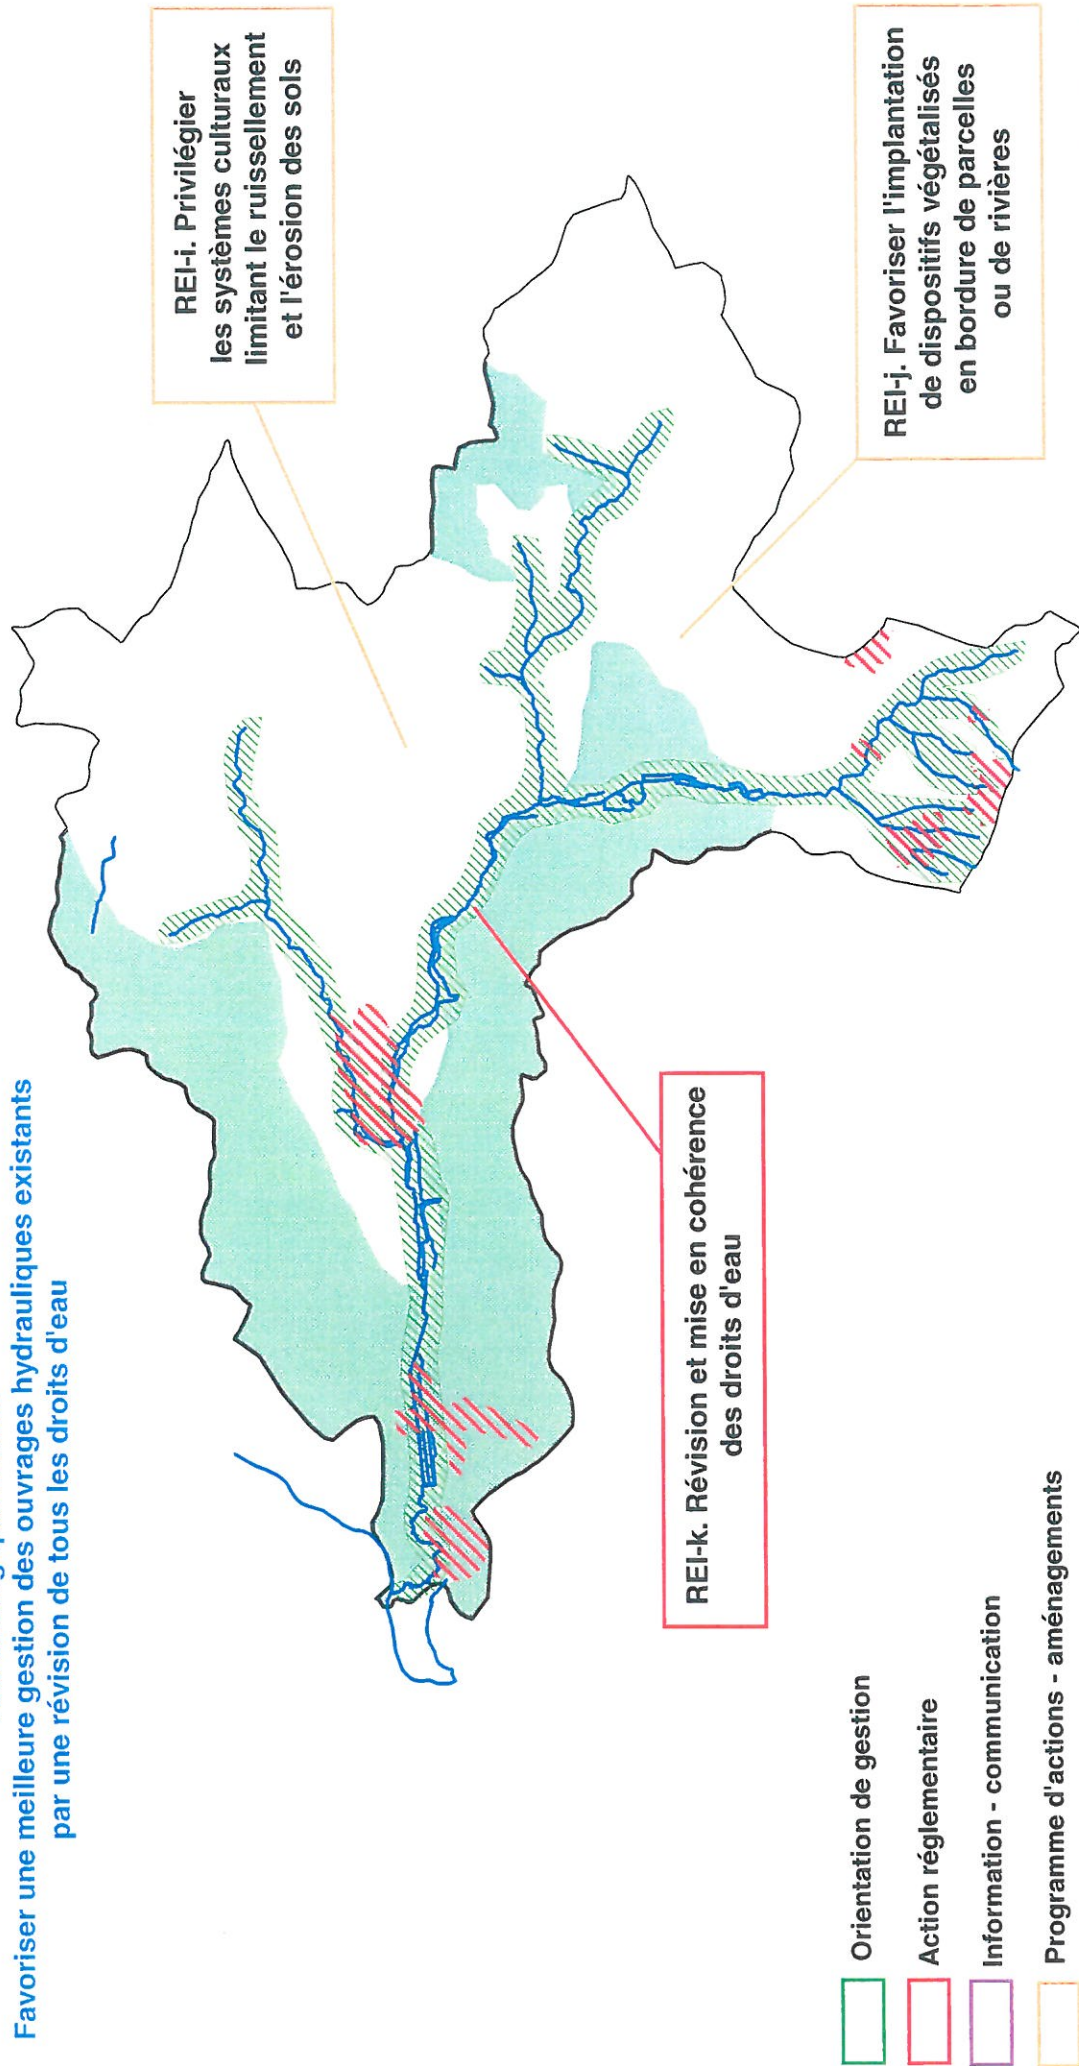 Favoriser une meilleure gestion des ouvrages hydrauliques existants
par une révision de tous les droits d'eau
REI-i. Privilégier
les systèmes culturaux
limitant le ruissellement
et l'érosion des sols
REI-j. Favoriser l'implantation
de dispositifs végétalisés
en bordure de parcelles
ou de rivières
REI-k. Révision et mise en cohérence
des droits d'eau
Orientation de gestion
Action réglementaire
Information - communication
Programme d'actions - aménagements